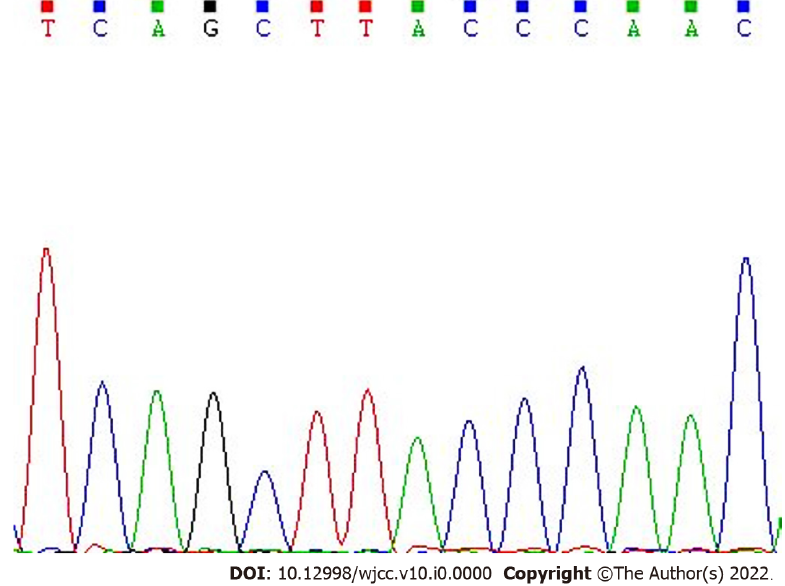 T C A G C T T A C C C A A C
DOI: 10.12998/wjcc.v10.i0.0000 Copyright ©The Author(s) 2022.